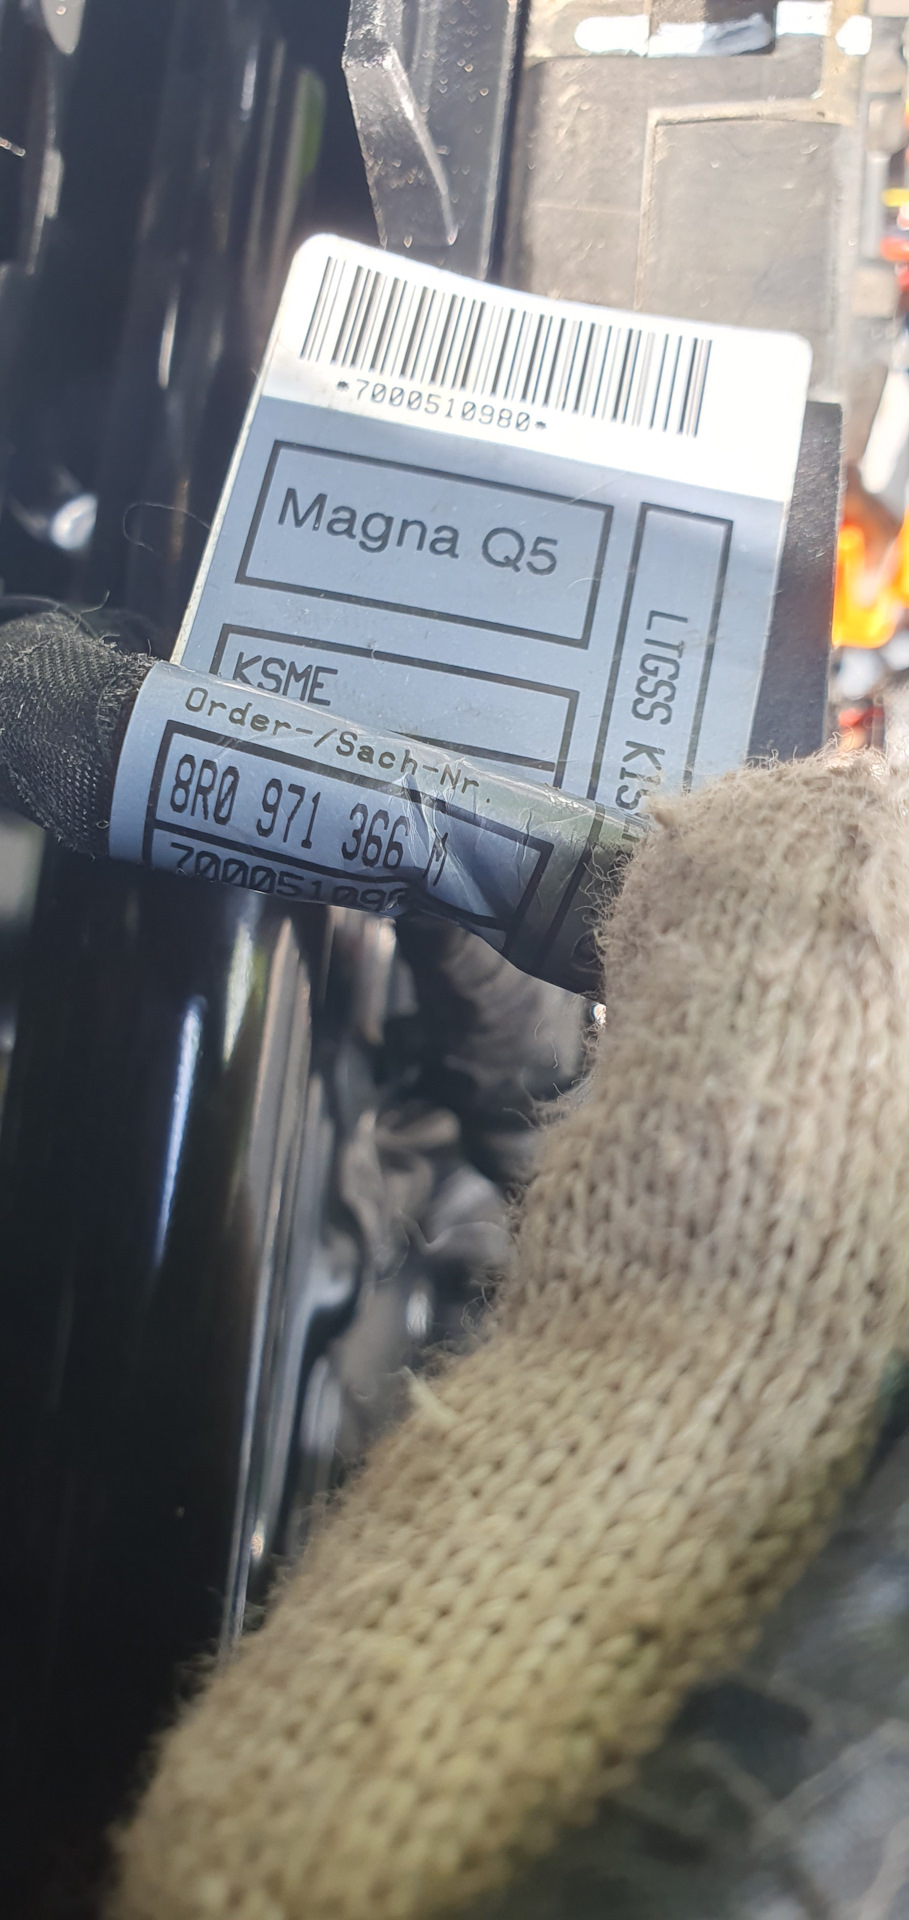 *7000510980*
Magna Q5
KSME
LTGSS
Order-/Sach-Nr.
8R0 971 366 M